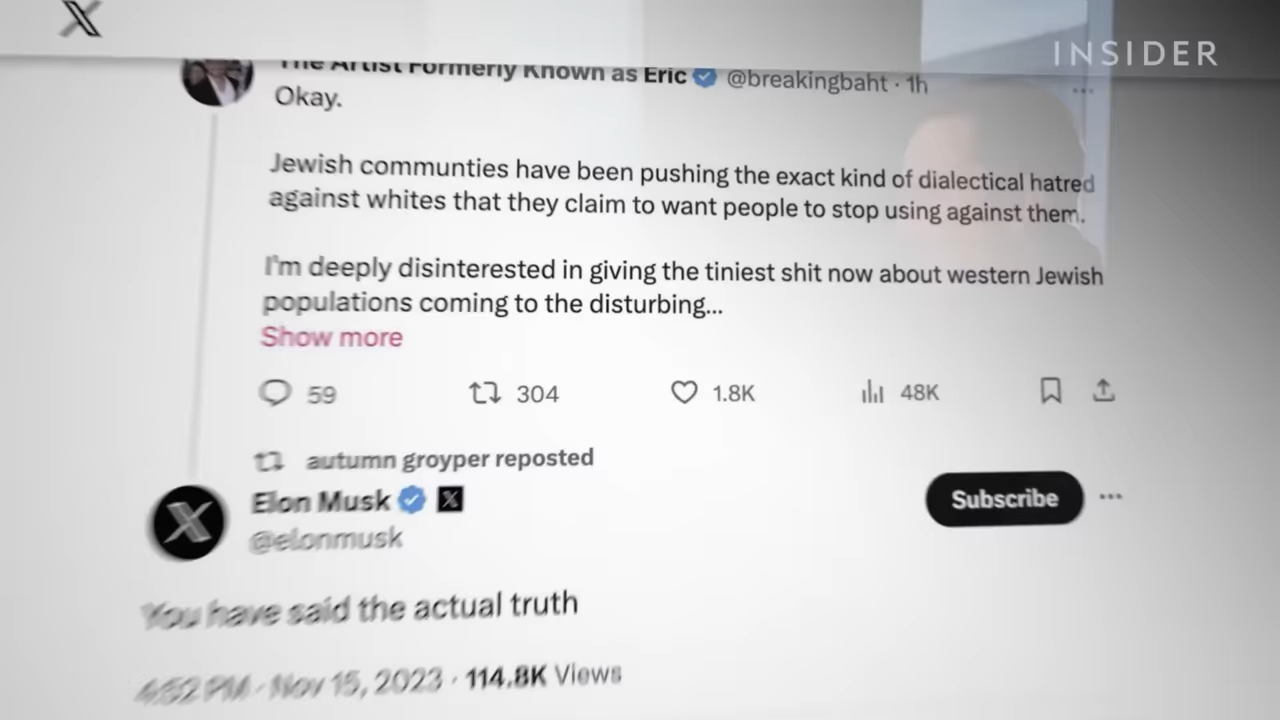 INSIDER
The Artist Formerly Known as Eric @breakingbaht · 1h
Okay.
Jewish communties have been pushing the exact kind of dialectical hatred
against whites that they claim to want people to stop using against them.
I'm deeply disinterested in giving the tiniest shit now about western Jewish
populations coming to the disturbing...
Show more
59 304 1.8K 48K
autumn groyper reposted
Elon Musk
Subscribe
@elonmusk
You have said the actual truth
4:52 PM · Nov 15, 2023 · 114.8K Views